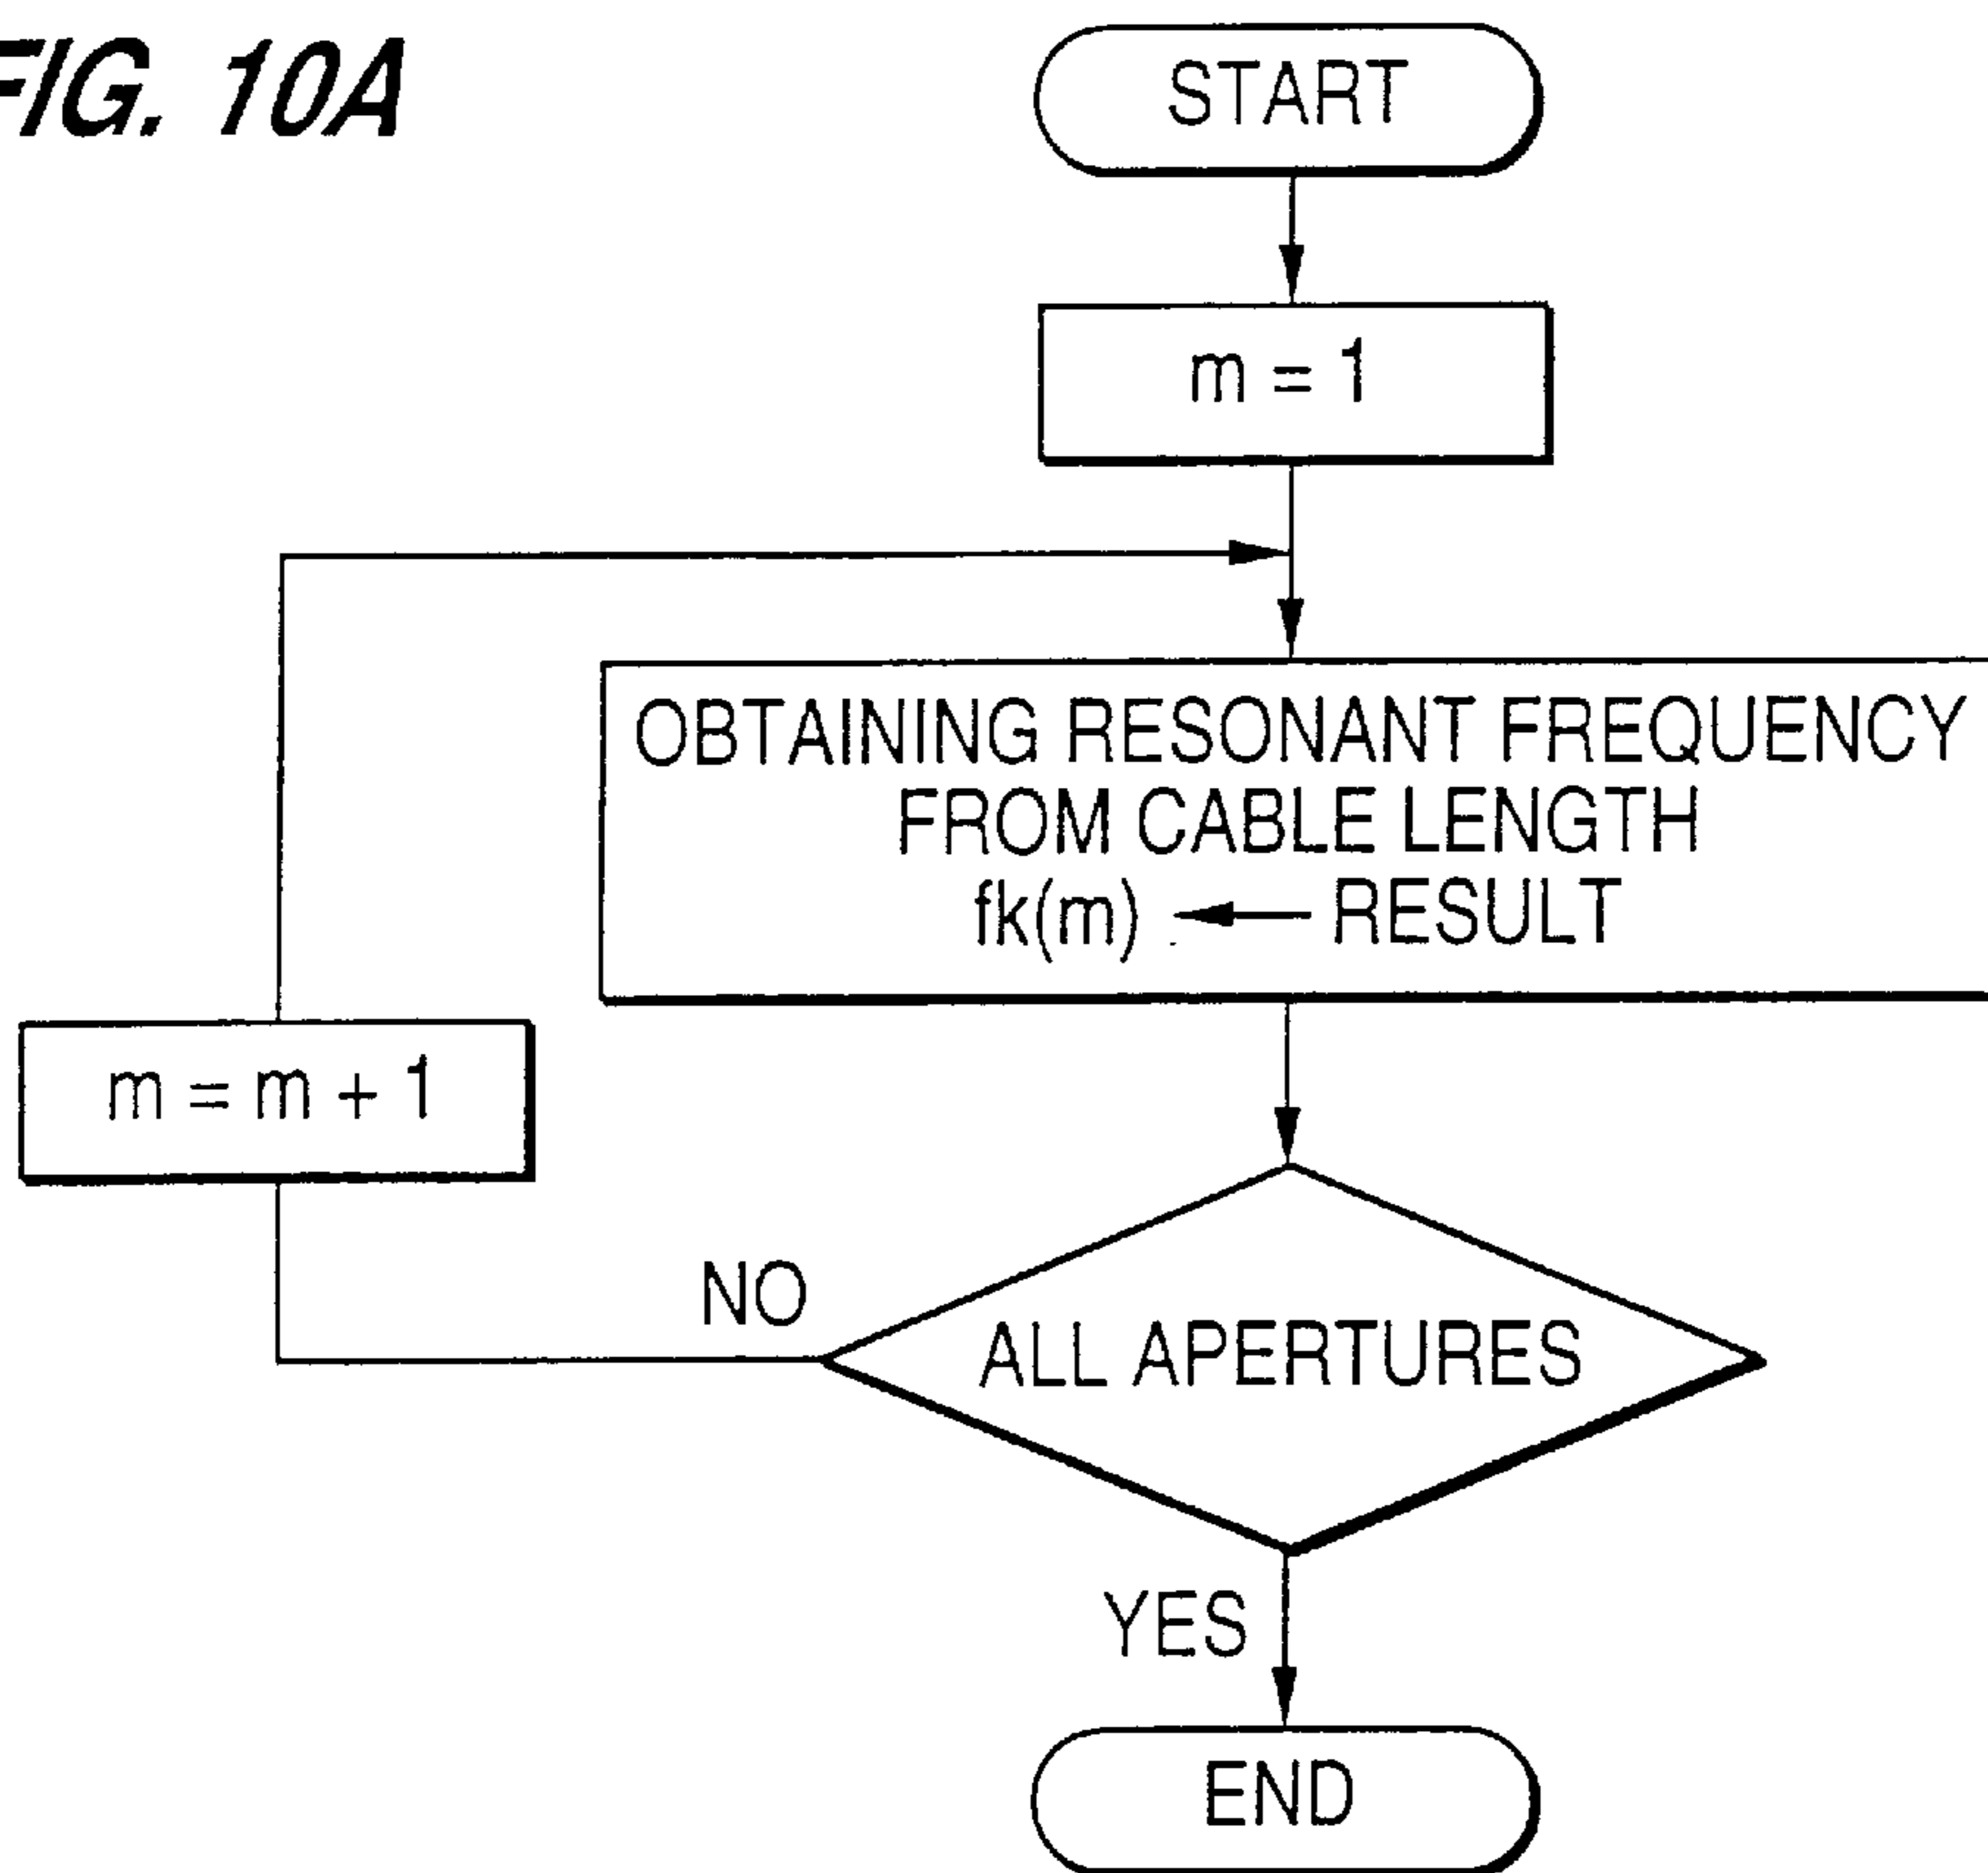 FIG. 10A
START
m = 1
OBTAINING RESONANT FREQUENCY
FROM CABLE LENGTH
fk(m) ← RESULT
m = m + 1
NO
ALL APERTURES
YES
END